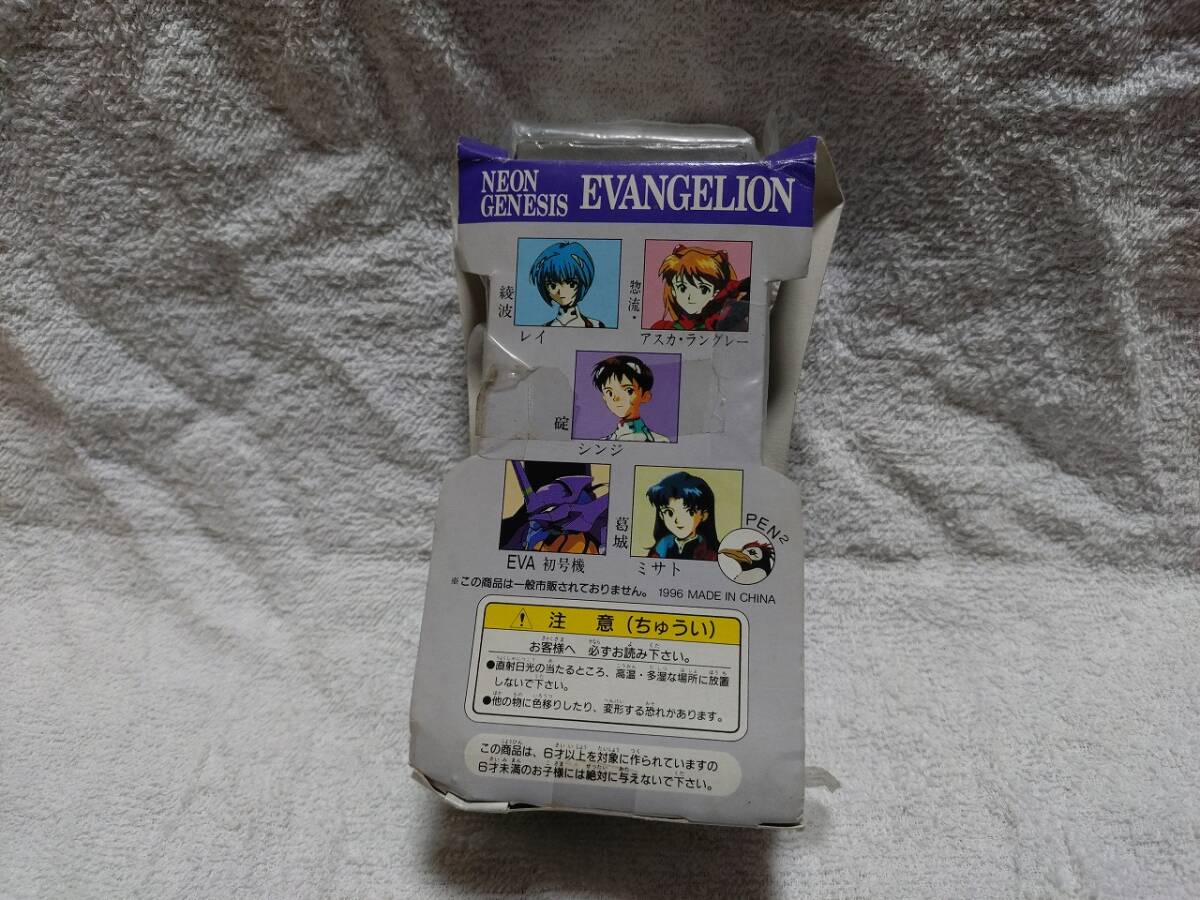 NEON
GENESIS
EVANGELION
綾波
レイ
惣流・
アスカ・ラングレー
碇
シンジ
EVA 初号機
葛城
ミサト
PEN²
※この商品は一般市販されておりません。 1996 MADE IN CHINA
注 意(ちゅうい)
お客様へ 必ずお読み下さい。
●直射日光の当たるところ、高温・多湿な場所に放置
しないで下さい。
●他の物に色移りしたり、変形する恐れがあります。
この商品は、6才以上を対象に作られていますの
6才未満のお子様には絶対に与えないで下さい。